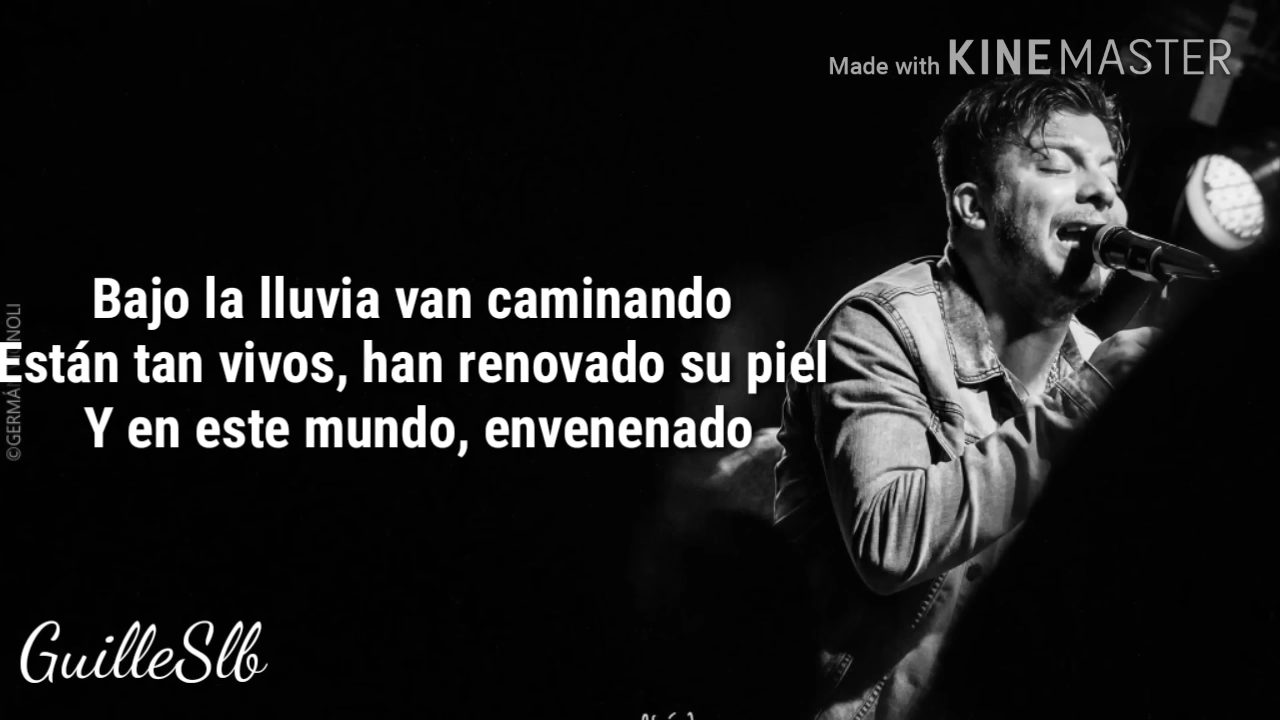 Made with KINEMASTER
Bajo la lluvia van caminando
Están tan vivos, han renovado su piel
Y en este mundo, envenenado
GuilleSlb